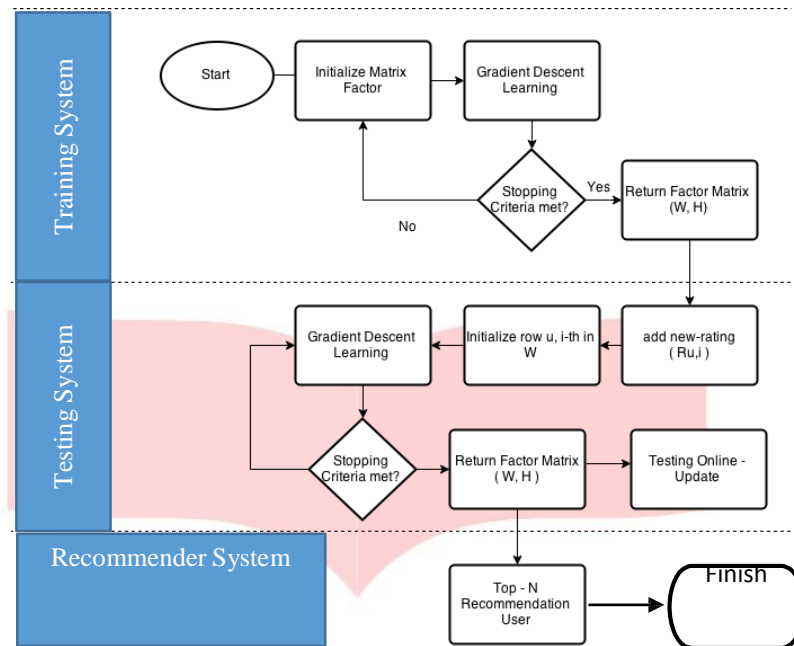 Training System
Start
Initialize Matrix
Factor
Gradient Descent
Learning
Stopping
Criteria met?
Yes
No
Return Factor Matrix
(W, H)
Testing System
Gradient Descent
Learning
Initialize row u, i-th in
W
add new-rating
( Ru,i )
Stopping
Criteria met?
Return Factor Matrix
( W, H )
Testing Online -
Update
Recommender System
Top - N
Recommendation
User
Finish